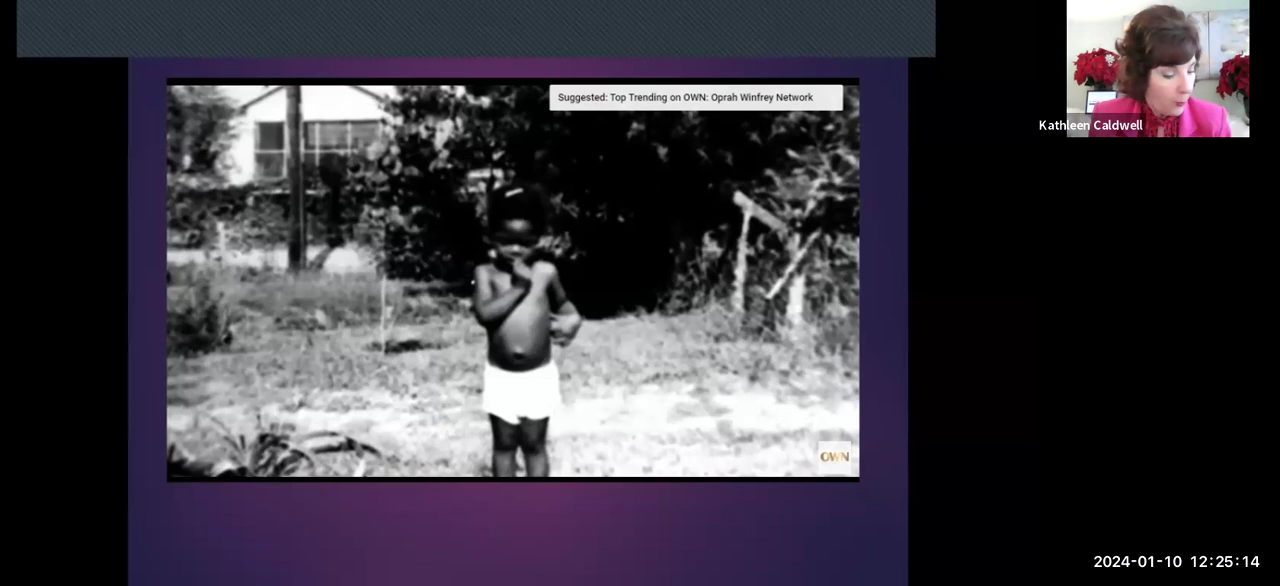 Suggested: Top Trending on OWN: Oprah Winfrey Network
Kathleen Caldwell
OWN
2024-01-10 12:25:14